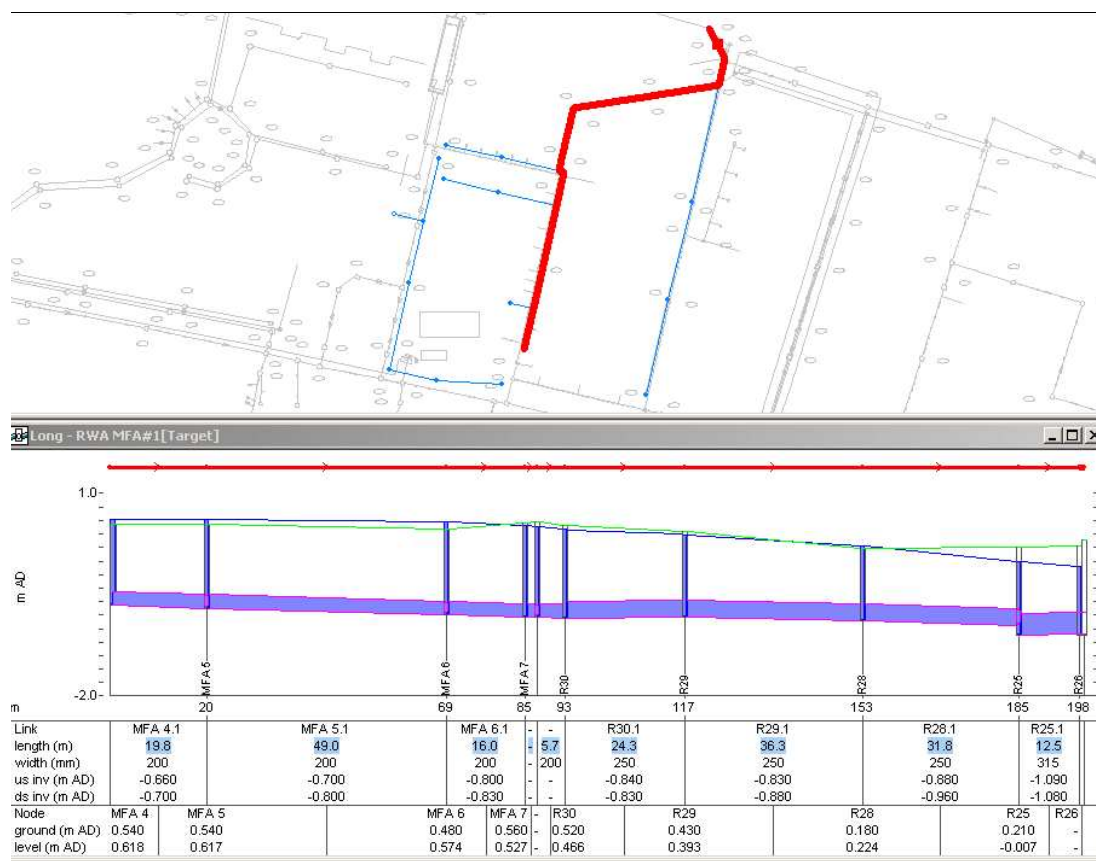 Long - RWA MFA#1[Target]
1.0-
m AD
-2.0-
MFA 5 MFA 6 MFA 7 R30 R29 R28 R25 R26
m 20 69 85 93 117 153 185 198
Link MFA 4.1 MFA 5.1 MFA 6.1 - - R30.1 R29.1 R28.1 R25.1
length (m) 19.8 49.0 16.0 - 5.7 24.3 36.3 31.8 12.5
width (mm) 200 200 200 - 200 250 250 250 315
us inv (m AD) -0.660 -0.700 -0.800 - - -0.840 -0.830 -0.880 -1.090
ds inv (m AD) -0.700 -0.800 -0.830 - - -0.830 -0.880 -0.960 -1.080
Node MFA 4 MFA 5 MFA 6 MFA 7 - R30 R29 R28 R25 R26
ground (m AD) 0.540 0.540 0.480 0.560 - 0.520 0.430 0.180 0.210 -
level (m AD) 0.618 0.617 0.574 0.527 - 0.466 0.393 0.224 -0.007 -